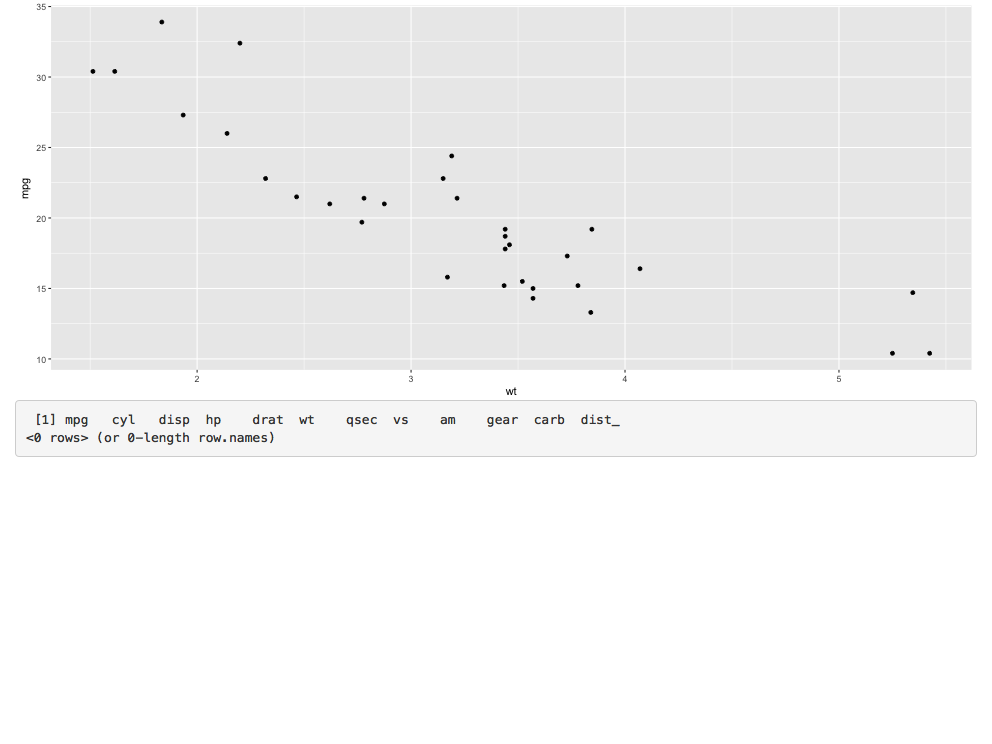 35
30
25
20
15
10
mpg
2 3 4 5
wt
[1] mpg   cyl   disp  hp    drat  wt    qsec  vs    am    gear  carb  dist_
<0 rows> (or 0-length row.names)